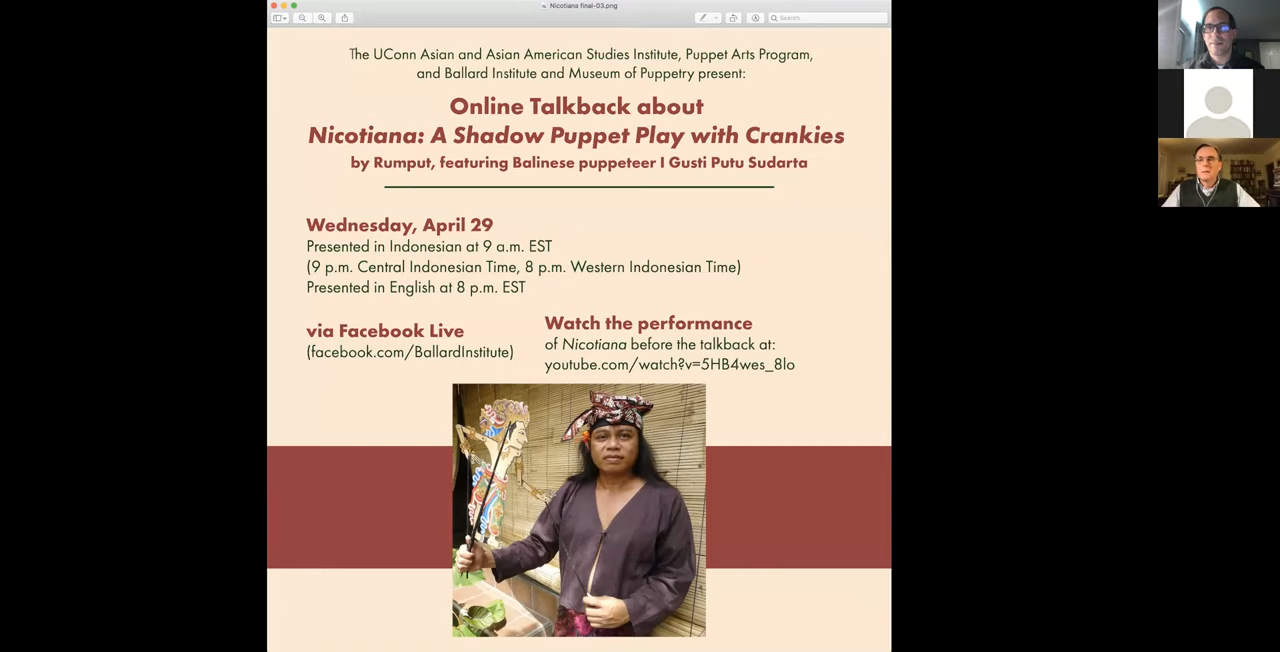 Nicotiana final-03.png
Search
The UConn Asian and Asian American Studies Institute, Puppet Arts Program,
and Ballard Institute and Museum of Puppetry present:
Online Talkback about
Nicotiana: A Shadow Puppet Play with Crankies
by Rumput, featuring Balinese puppeteer I Gusti Putu Sudarta
Wednesday, April 29
Presented in Indonesian at 9 a.m. EST
(9 p.m. Central Indonesian Time, 8 p.m. Western Indonesian Time)
Presented in English at 8 p.m. EST
via Facebook Live
(facebook.com/BallardInstitute)
Watch the performance
of Nicotiana before the talkback at:
youtube.com/watch?v=5HB4wes_8lo